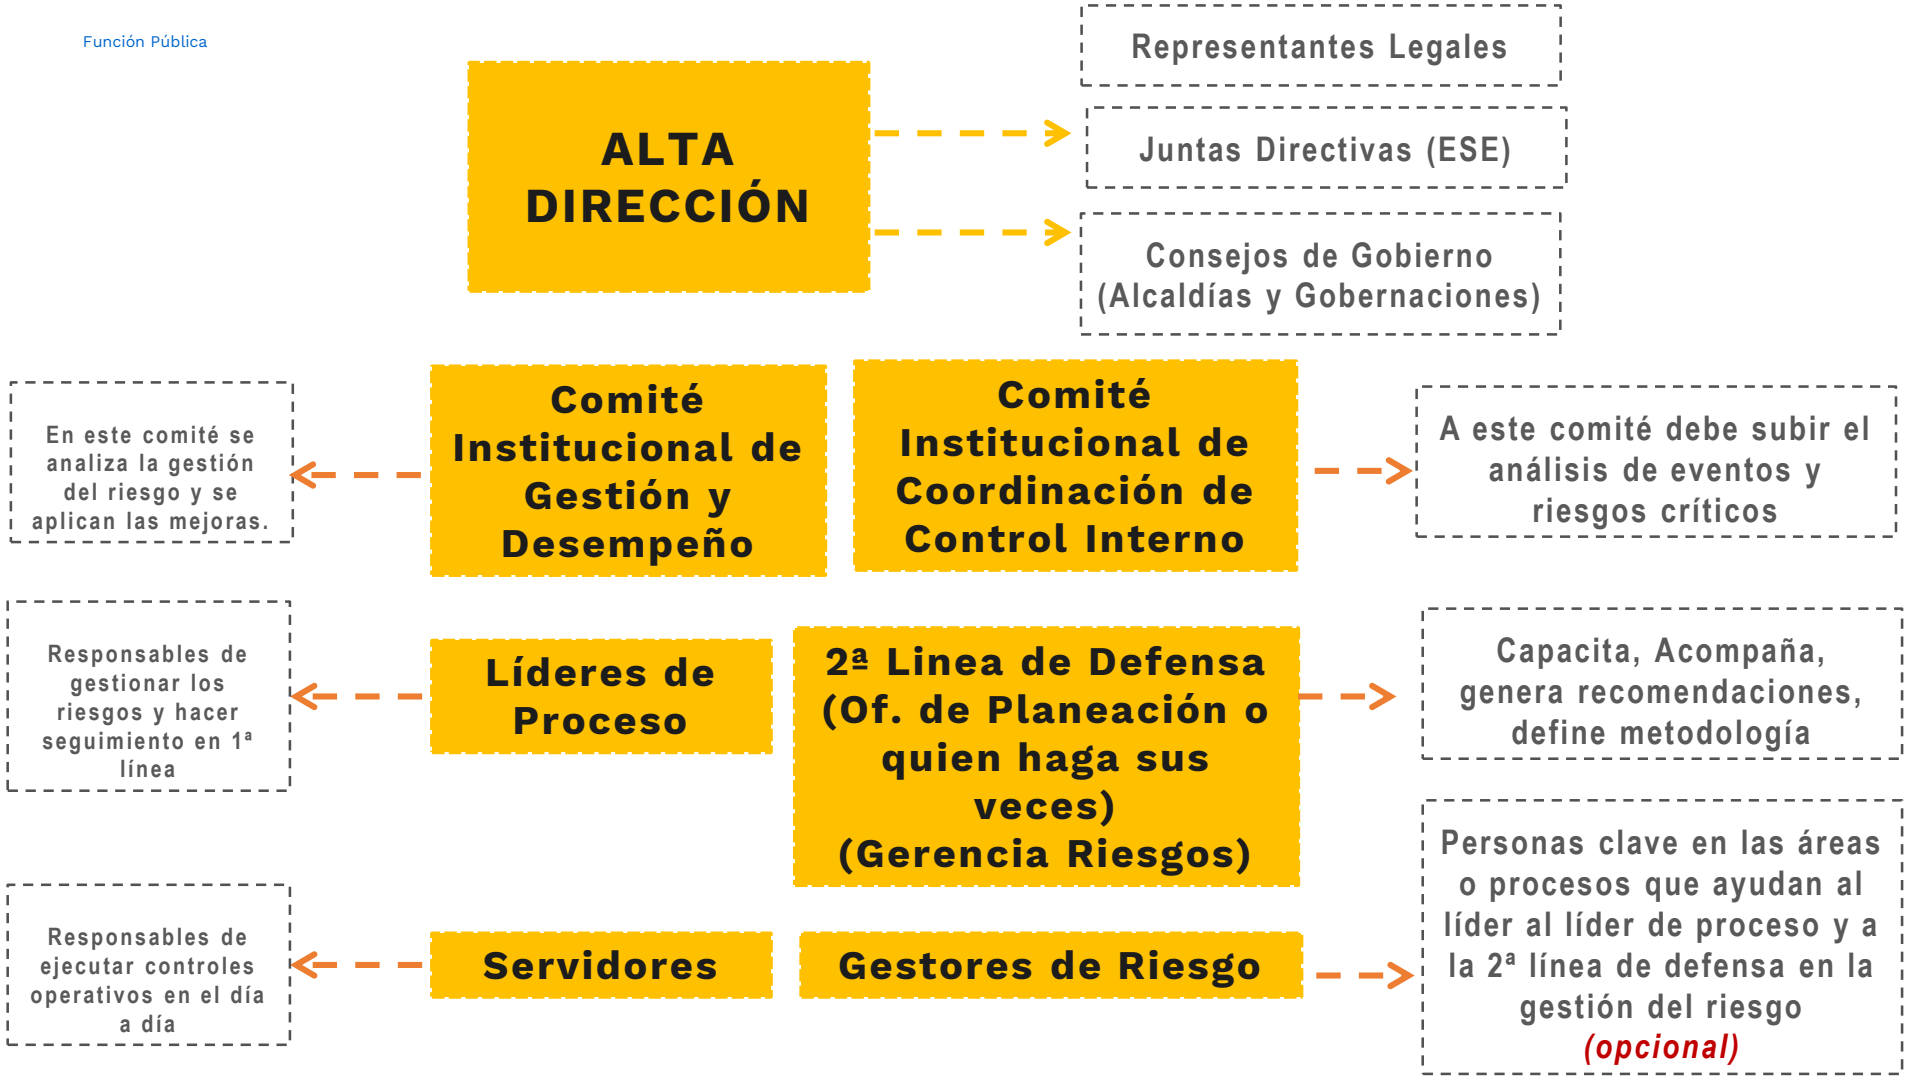 Función Pública
ALTA
DIRECCIÓN
Representantes Legales
Juntas Directivas (ESE)
Consejos de Gobierno
(Alcaldías y Gobernaciones)
En este comité se
analiza la gestión
del riesgo y se
aplican las mejoras.
Comité
Institucional de
Gestión y
Desempeño
Comité
Institucional de
Coordinación de
Control Interno
A este comité debe subir el
análisis de eventos y
riesgos críticos
Responsables de
gestionar los
riesgos y hacer
seguimiento en 1ª
línea
Líderes de
Proceso
2ª Linea de Defensa
(Of. de Planeación o
quien haga sus
veces)
(Gerencia Riesgos)
Capacita, Acompaña,
genera recomendaciones,
define metodología
Responsables de
ejecutar controles
operativos en el día
a día
Servidores
Gestores de Riesgo
Personas clave en las áreas
o procesos que ayudan al
líder al líder de proceso y a
la 2ª línea de defensa en la
gestión del riesgo
(opcional)